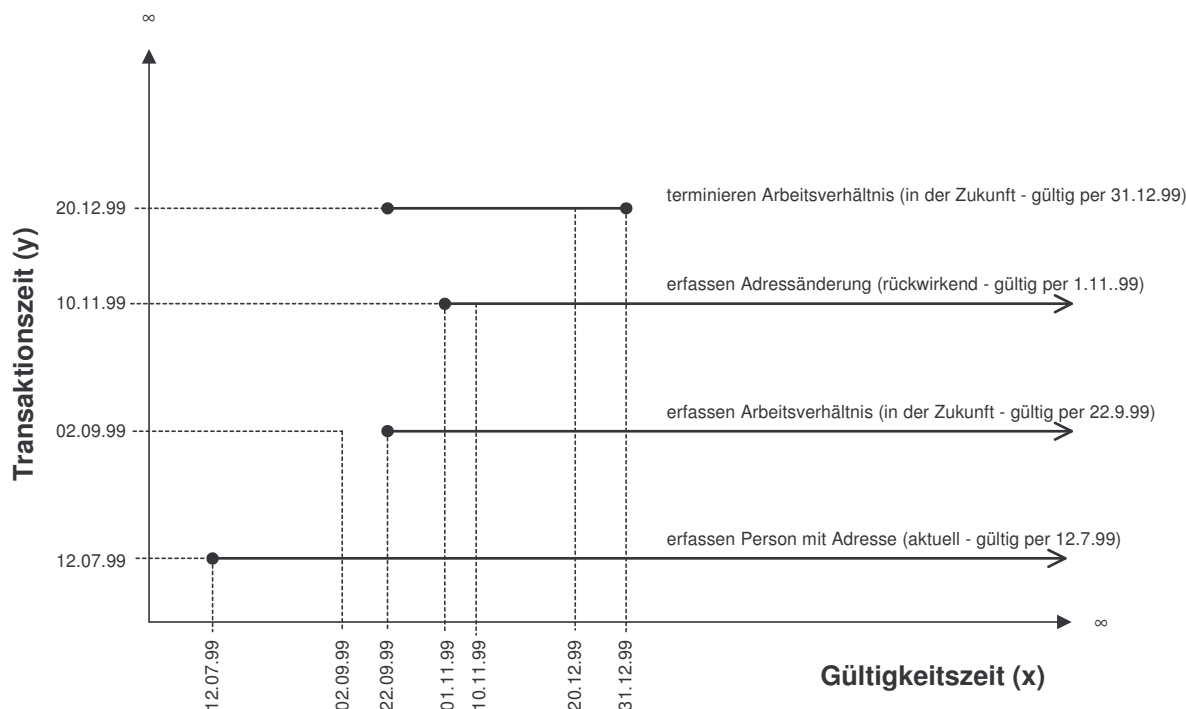 ∞
terminieren Arbeitsverhältnis (in der Zukunft - gültig per 31.12.99)
20.12.99
erfassen Adressänderung (rückwirkend - gültig per 1.11..99)
10.11.99
erfassen Arbeitsverhältnis (in der Zukunft - gültig per 22.9.99)
02.09.99
erfassen Person mit Adresse (aktuell - gültig per 12.7.99)
12.07.99
Transaktionszeit (y)
∞
12.07.99
02.09.99
22.09.99
01.11.99
10.11.99
20.12.99
31.12.99
Gültigkeitszeit (x)